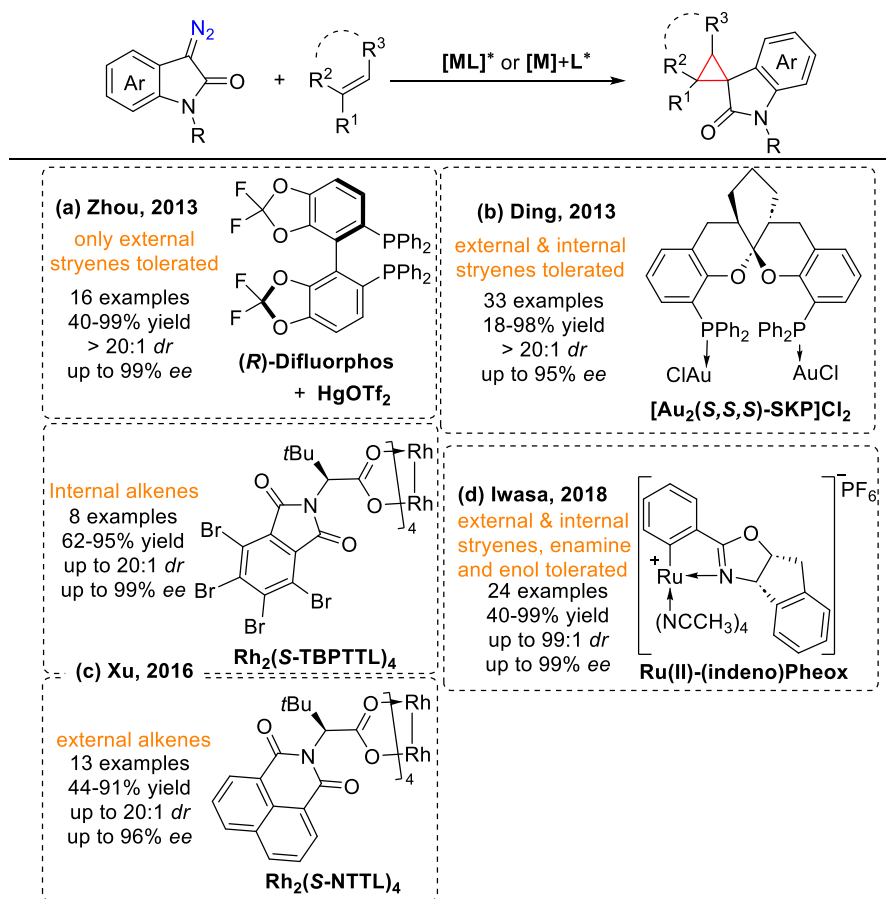 N2
Ar
O
N
R
+
R3
R2
R1
[ML]* or [M]+L*
R3
R2
R1
Ar
O
N
R
(a) Zhou, 2013
only external
stryenes tolerated
16 examples
40-99% yield
> 20:1 dr
up to 99% ee
F
F
O
O
PPh2
PPh2
F
F
O
O
(R)-Difluorphos
+ HgOTf2
(b) Ding, 2013
external & internal
stryenes tolerated
33 examples
18-98% yield
> 20:1 dr
up to 95% ee
O
O
PPh2
Ph2P
ClAu
AuCl
[Au2(S,S,S)-SKP]Cl2
Internal alkenes
8 examples
62-95% yield
up to 20:1 dr
up to 99% ee
tBu
O
Rh
O
Rh
4
O
N
O
Br
Br
Br
Br
Rh2(S-TBPTTL)4
(c) Xu, 2016
external alkenes
13 examples
44-91% yield
up to 20:1 dr
up to 96% ee
tBu
O
Rh
O
Rh
4
O
N
O
Rh2(S-NTTL)4
(d) Iwasa, 2018
external & internal
stryenes, enamine
and enol tolerated
24 examples
40-99% yield
up to 99:1 dr
up to 99% ee
O
+
Ru
N
(NCCH3)4
−
PF6
Ru(II)-(indeno)Pheox